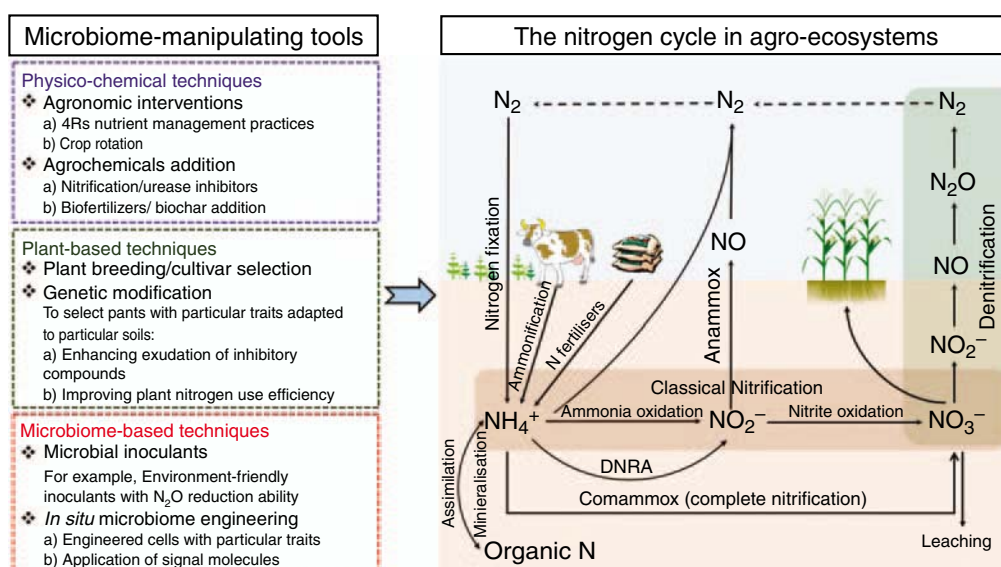 Microbiome-manipulating tools
Physico-chemical techniques
❖ Agronomic interventions
a) 4Rs nutrient management practices
b) Crop rotation
❖ Agrochemicals addition
a) Nitrification/urease inhibitors
b) Biofertilizers/ biochar addition
Plant-based techniques
❖ Plant breeding/cultivar selection
❖ Genetic modification
To select pants with particular traits adapted
to particular soils:
a) Enhancing exudation of inhibitory
compounds
b) Improving plant nitrogen use efficiency
Microbiome-based techniques
❖ Microbial inoculants
For example, Environment-friendly
inoculants with N₂O reduction ability
❖ In situ microbiome engineering
a) Engineered cells with particular traits
b) Application of signal molecules
The nitrogen cycle in agro-ecosystems
N₂
N₂
N₂
N₂O
NO
NO
NO₂⁻
Denitrification
Nitrogen fixation
Ammonification
N fertilisers
Anammox
Classical Nitrification
NH₄⁺
Ammonia oxidation
NO₂⁻
Nitrite oxidation
NO₃⁻
DNRA
Comammox (complete nitrification)
Assimilation
Minieralisation
Organic N
Leaching